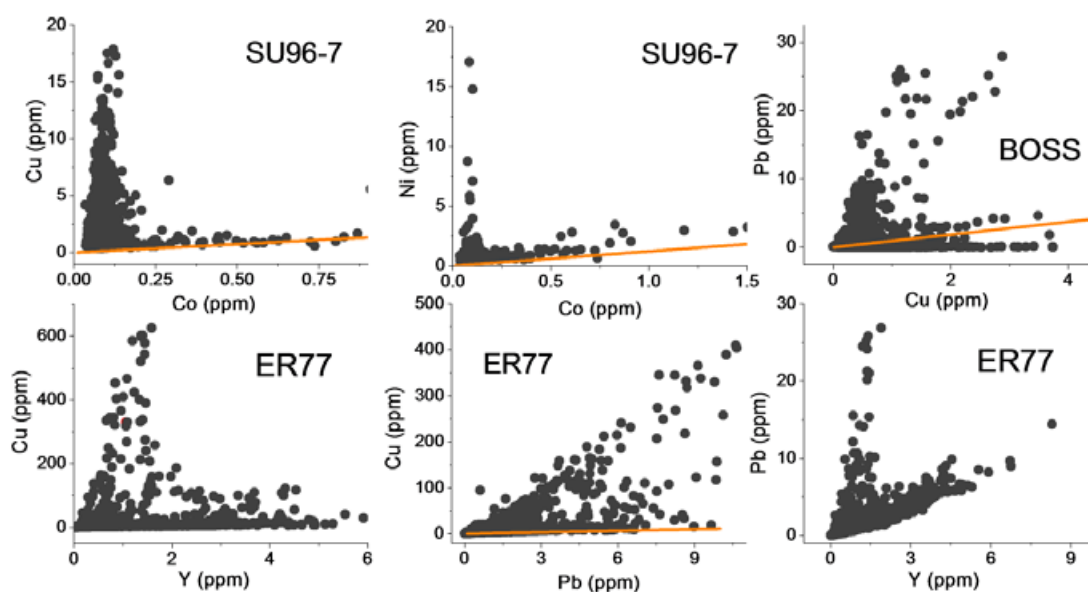 SU96-7
Cu (ppm)
20
15
10
5
0
0.00 0.25 0.50 0.75
Co (ppm)
SU96-7
Ni (ppm)
20
15
10
5
0
0.0 0.5 1.0 1.5
Co (ppm)
BOSS
Pb (ppm)
30
20
10
0
0 2 4
Cu (ppm)
ER77
Cu (ppm)
600
400
200
0
0 2 4 6
Y (ppm)
ER77
Cu (ppm)
500
400
300
200
100
0
0 3 6 9
Pb (ppm)
ER77
Pb (ppm)
30
20
10
0
0 3 6 9
Y (ppm)